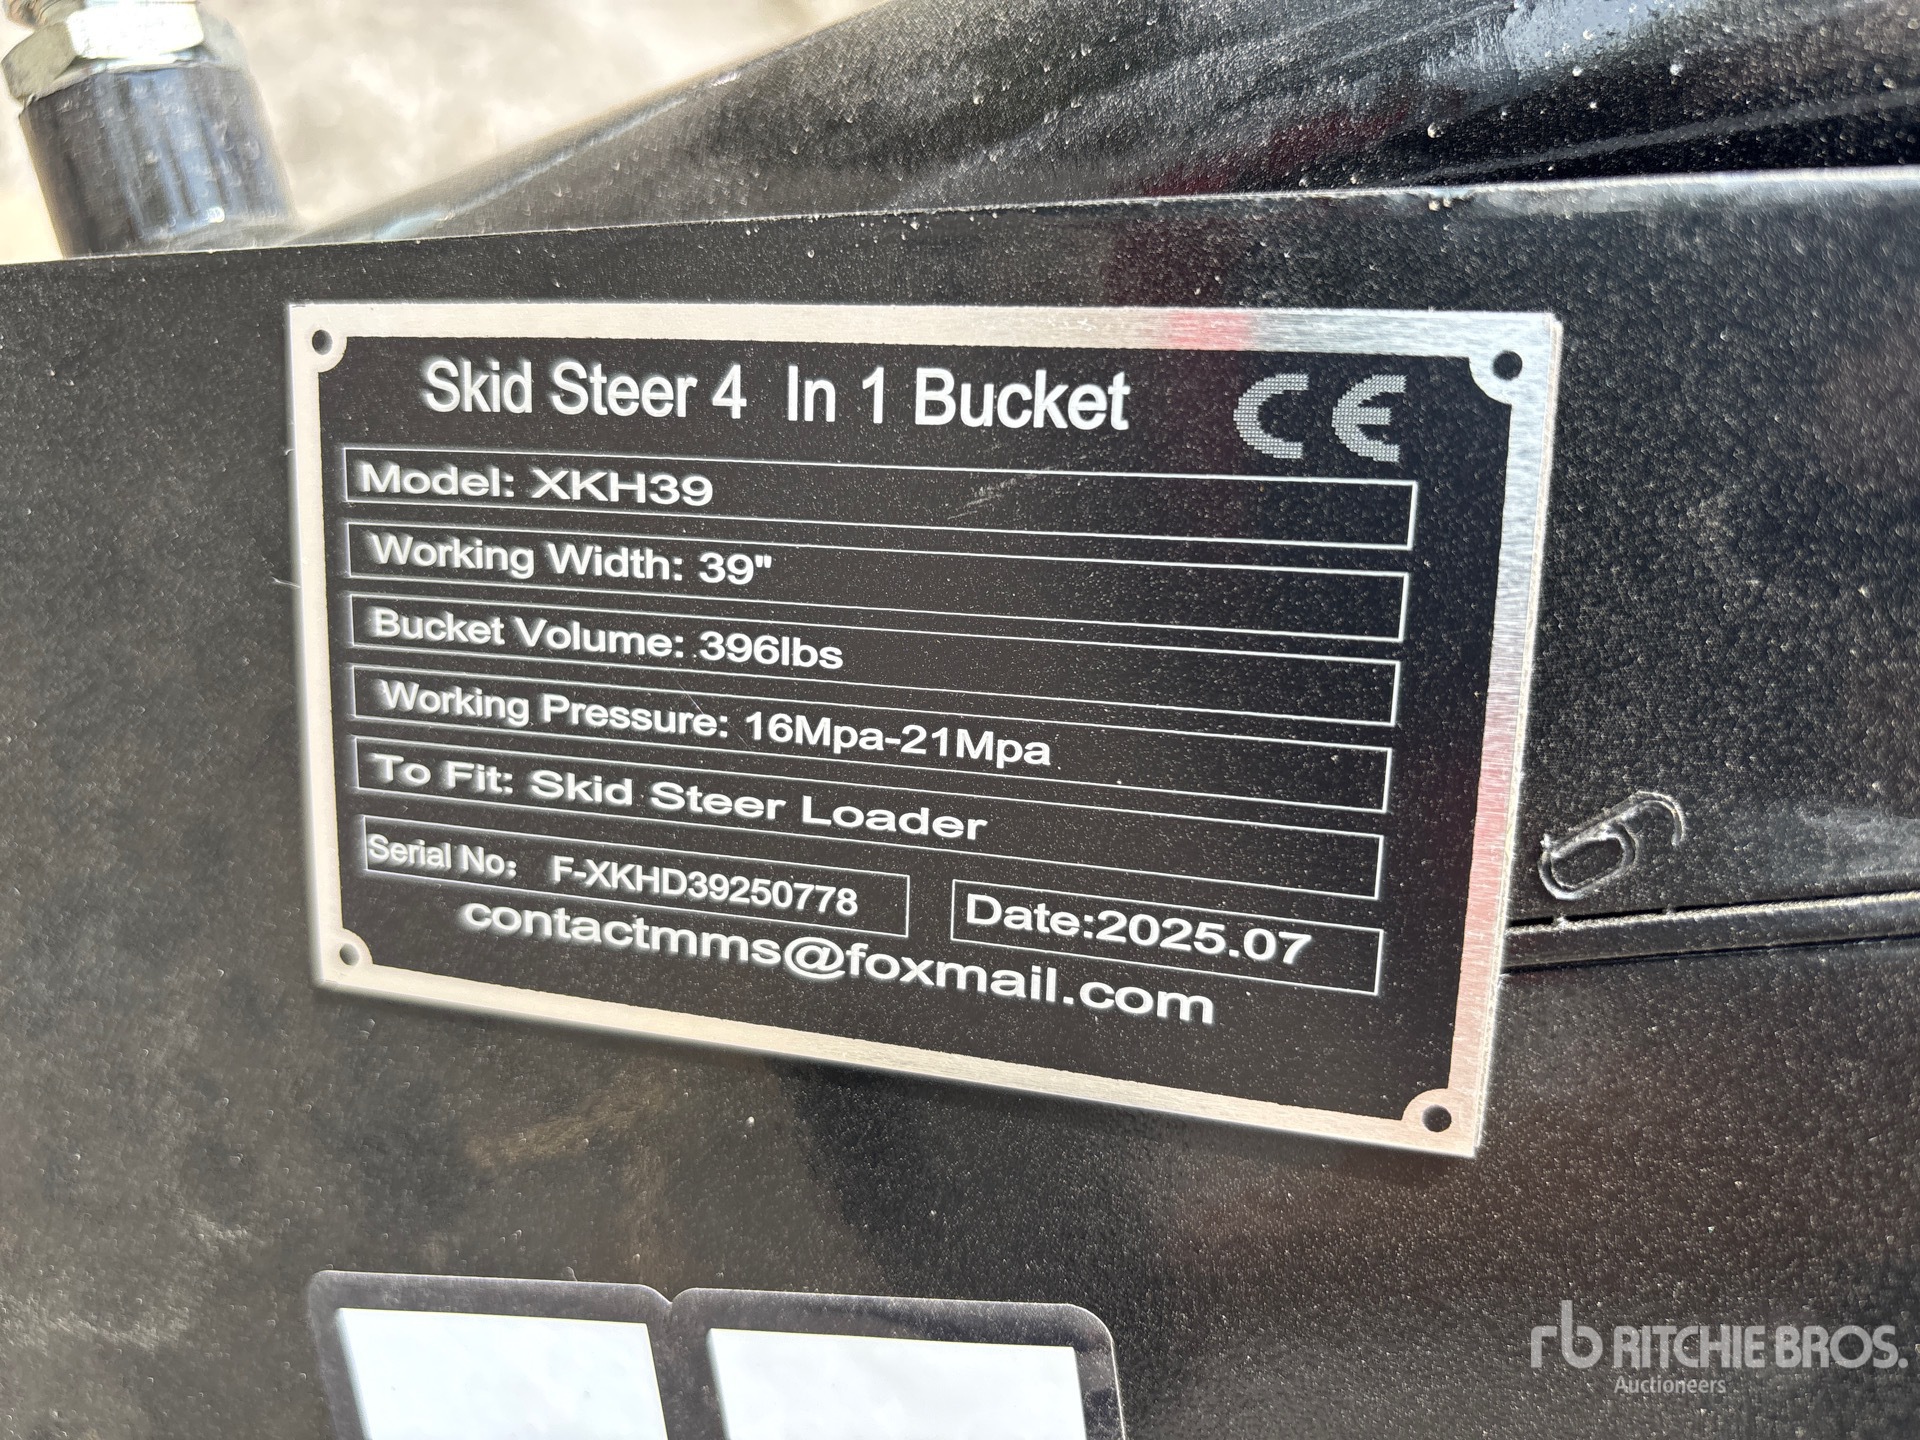 Skid Steer 4 In 1 Bucket CE
Model: XKH39
Working Width: 39"
Bucket Volume: 396lbs
Working Pressure: 16Mpa-21Mpa
To Fit: Skid Steer Loader
Serial No: F-XKHD39250778 Date:2025.07
contactmms@foxmail.com
rb RITCHIE BROS.
Auctioneers